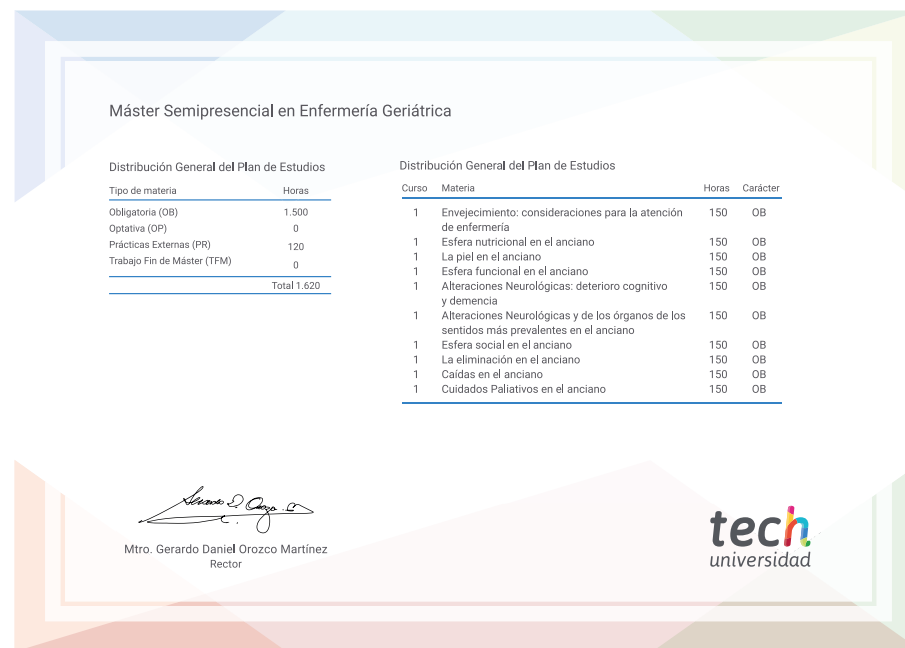 Máster Semipresencial en Enfermería Geriátrica
Distribución General del Plan de Estudios
Tipo de materia Horas
Obligatoria (OB) 1.500
Optativa (OP) 0
Prácticas Externas (PR) 120
Trabajo Fin de Máster (TFM) 0
Total 1.620
Distribución General del Plan de Estudios
Curso Materia Horas Carácter
1 Envejecimiento: consideraciones para la atención 150 OB
de enfermería
1 Esfera nutricional en el anciano 150 OB
1 La piel en el anciano 150 OB
1 Esfera funcional en el anciano 150 OB
1 Alteraciones Neurológicas: deterioro cognitivo 150 OB
y demencia
1 Alteraciones Neurológicas y de los órganos de los 150 OB
sentidos más prevalentes en el anciano
1 Esfera social en el anciano 150 OB
1 La eliminación en el anciano 150 OB
1 Caídas en el anciano 150 OB
1 Cuidados Paliativos en el anciano 150 OB
Mtro. Gerardo Daniel Orozco Martínez
Rector
tech
universidad